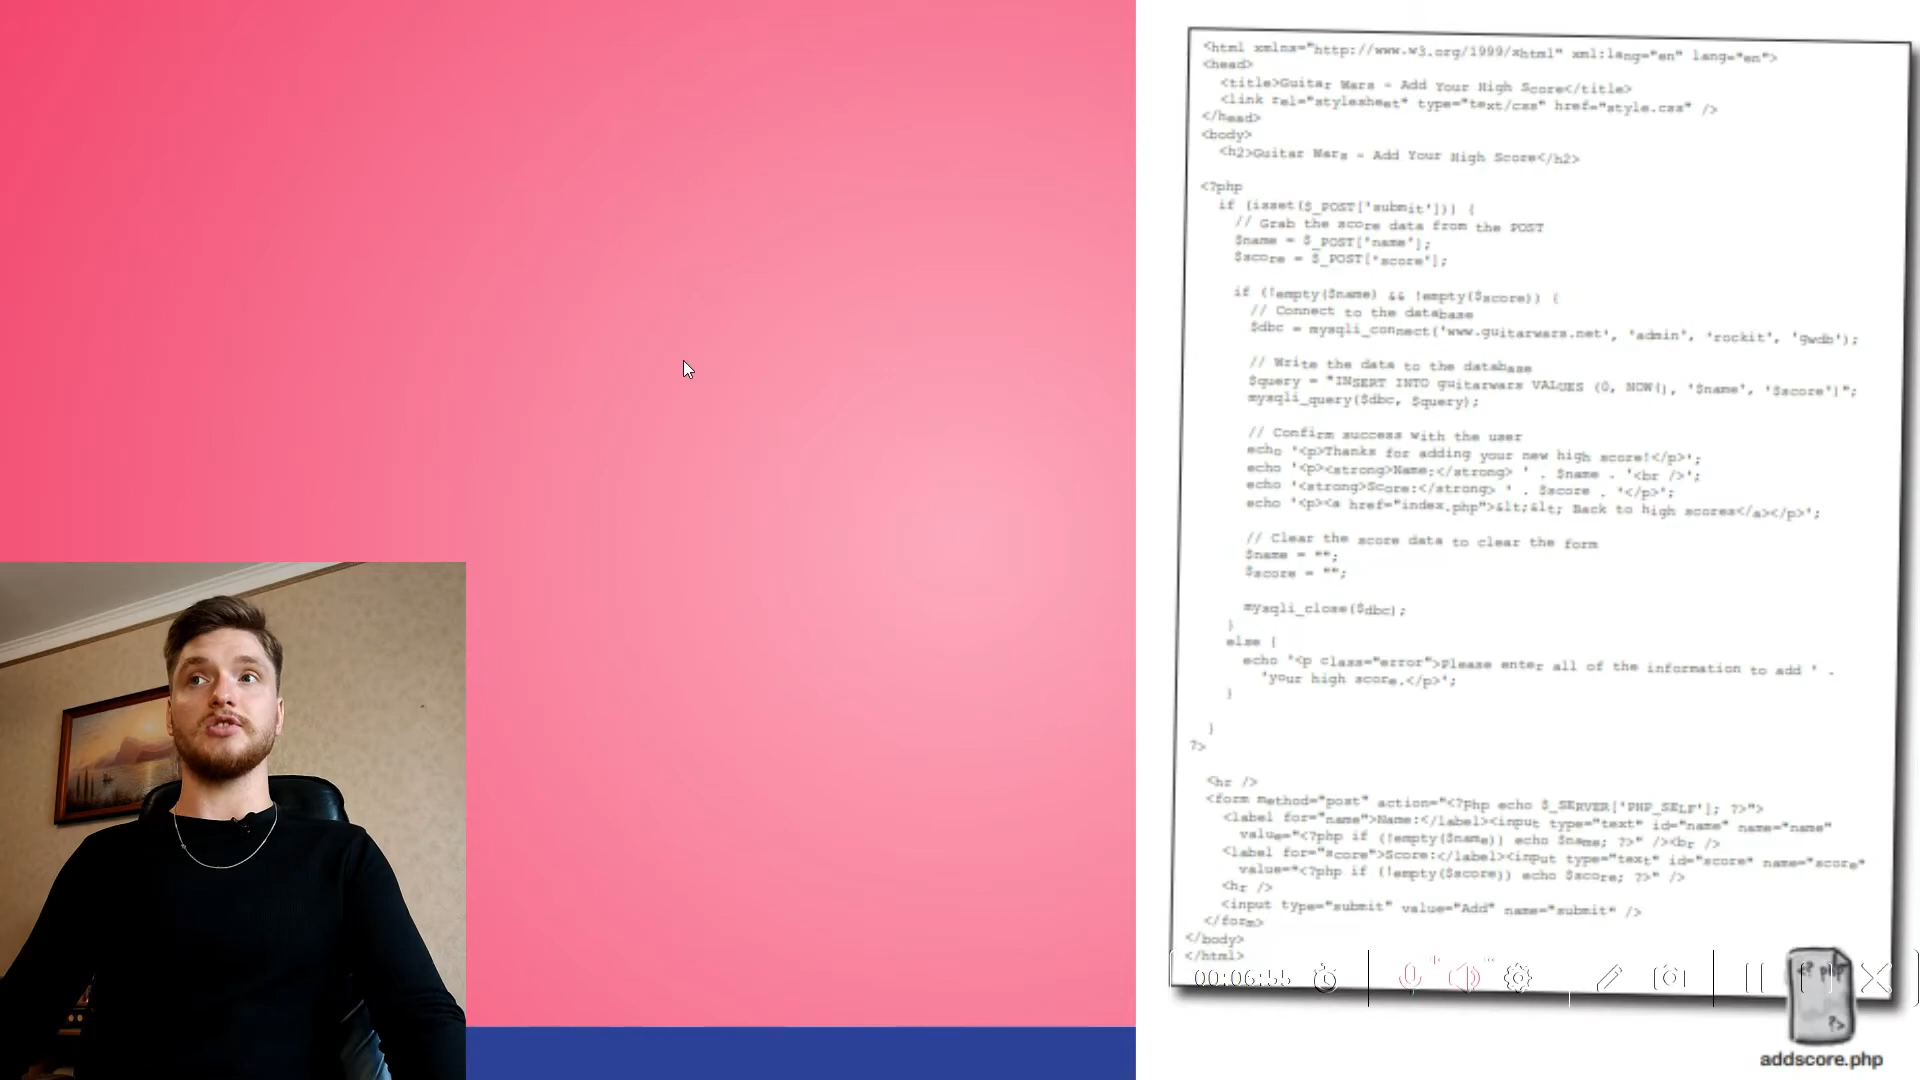 <html xmlns="http://www.w3.org/1999/xhtml" xml:lang="en" lang="en">
<head>
<title>Guitar Wars - Add Your High Score</title>
<link rel="stylesheet" type="text/css" href="style.css" />
</head>
<body>
<h2>Guitar Wars - Add Your High Score</h2>
<?php
if (isset($_POST['submit'])) {
// Grab the score data from the POST
$name = $_POST['name'];
$score = $_POST['score'];
if (!empty($name) && !empty($score)) {
// Connect to the database
$dbc = mysqli_connect('www.guitarwars.net', 'admin', 'rockit', 'gwdb');
// Write the data to the database
$query = "INSERT INTO guitarwars VALUES (0, NOW(), '$name', '$score')";
mysqli_query($dbc, $query);
// Confirm success with the user
echo '<p>Thanks for adding your new high score!</p>';
echo '<p><strong>Name:</strong> ' . $name . '<br />';
echo '<strong>Score:</strong> ' . $score . '</p>';
echo '<p><a href="index.php">&lt;&lt; Back to high scores</a></p>';
// Clear the score data to clear the form
$name = "";
$score = "";
mysqli_close($dbc);
}
else {
echo '<p class="error">Please enter all of the information to add ' .
'your high score.</p>';
}
}
?>
<hr />
<form method="post" action="<?php echo $_SERVER['PHP_SELF']; ?>">
<label for="name">Name:</label><input type="text" id="name" name="name"
value="<?php if (!empty($name)) echo $name; ?>" /><br />
<label for="score">Score:</label><input type="text" id="score" name="score"
value="<?php if (!empty($score)) echo $score; ?>" />
<hr />
<input type="submit" value="Add" name="submit" />
</form>
</body>
</html>
00:06:55
<? php
?>
addscore.php